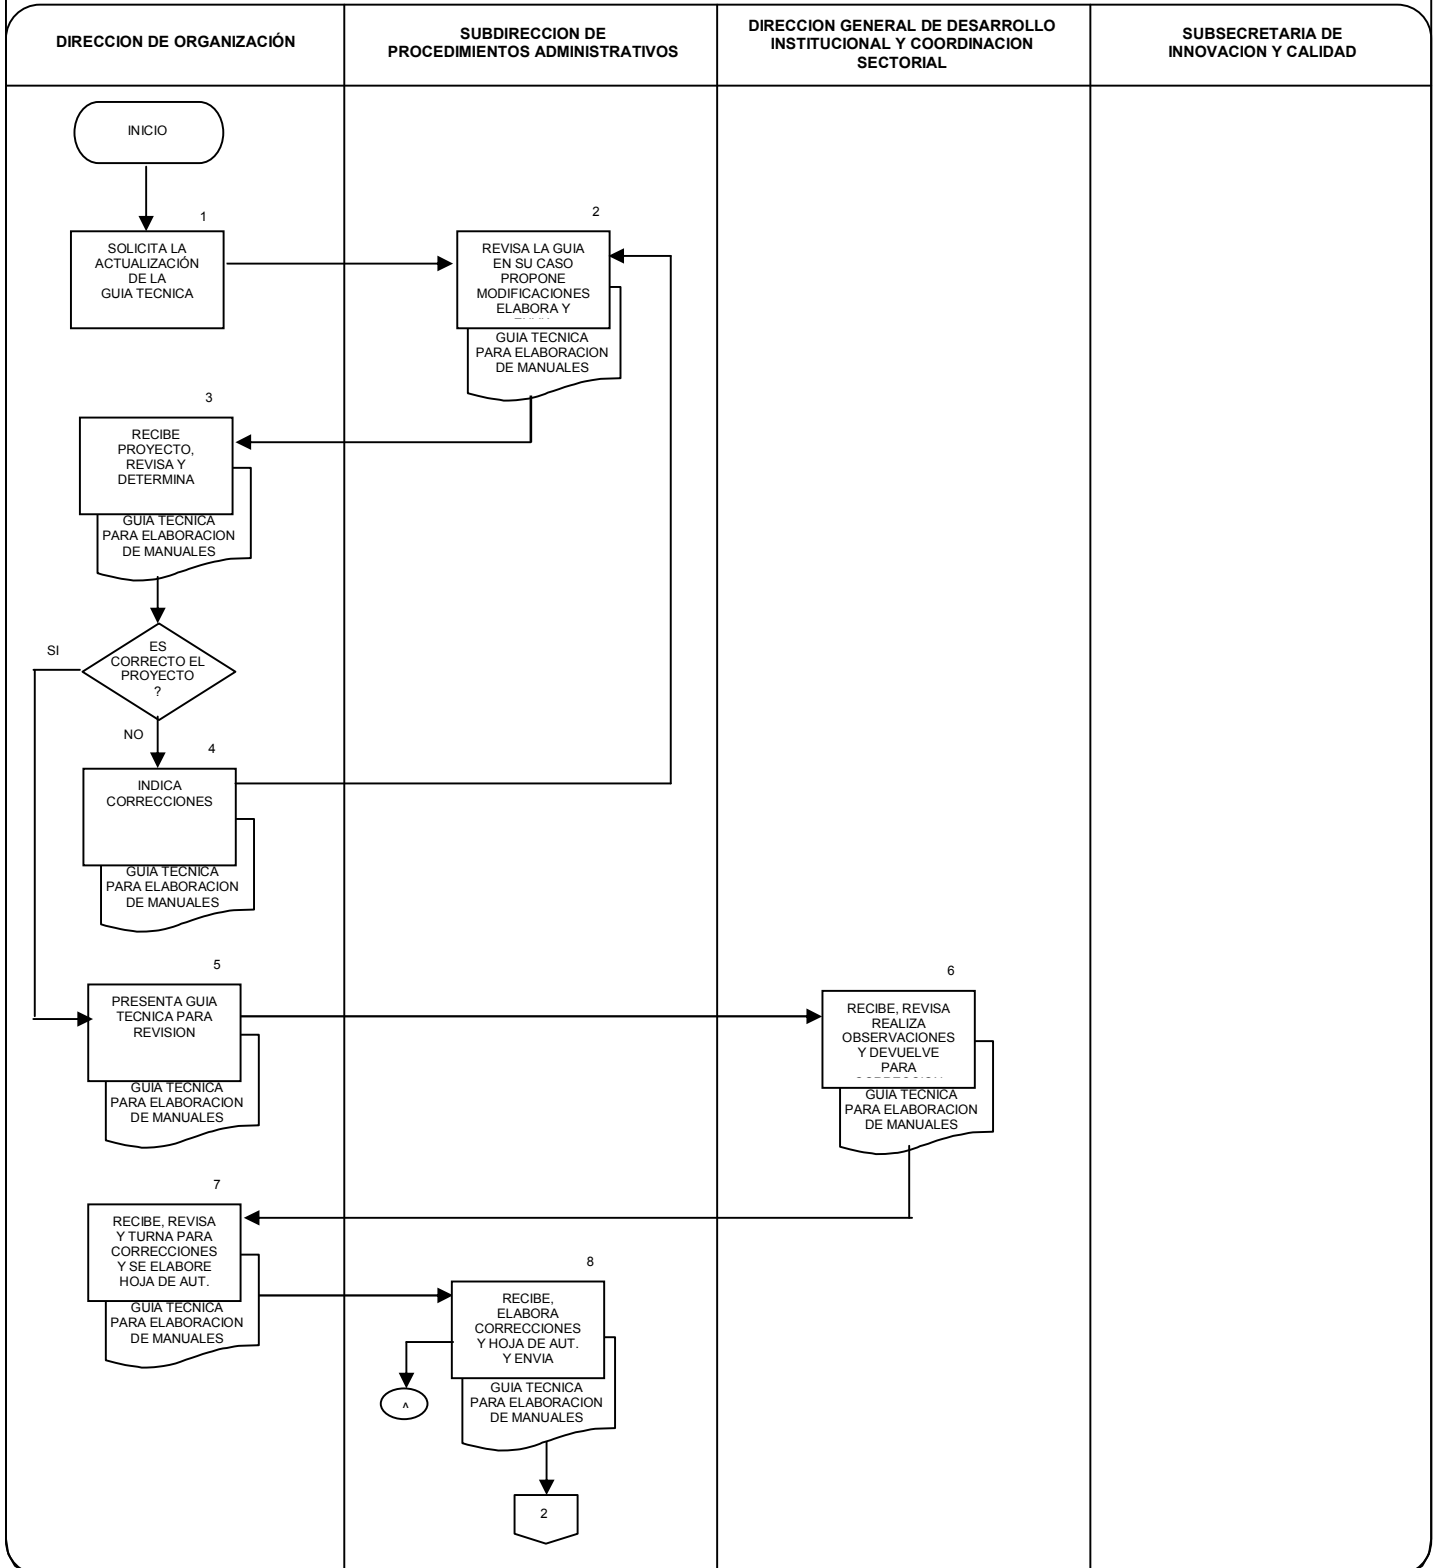 DIRECCION DE ORGANIZACIÓN
SUBDIRECCION DE
PROCEDIMIENTOS ADMINISTRATIVOS
DIRECCION GENERAL DE DESARROLLO
INSTITUCIONAL Y COORDINACION
SECTORIAL
SUBSECRETARIA DE
INNOVACION Y CALIDAD
INICIO
1
SOLICITA LA
ACTUALIZACIÓN
DE LA
GUIA TECNICA
2
REVISA LA GUIA
EN SU CASO
PROPONE
MODIFICACIONES
ELABORA Y
GUIA TECNICA
PARA ELABORACION
DE MANUALES
3
RECIBE
PROYECTO,
REVISA Y
DETERMINA
GUIA TECNICA
PARA ELABORACION
DE MANUALES
ES
CORRECTO EL
PROYECTO
?
SI
NO
4
INDICA
CORRECCIONES
GUIA TECNICA
PARA ELABORACION
DE MANUALES
5
PRESENTA GUIA
TECNICA PARA
REVISION
GUIA TECNICA
PARA ELABORACION
DE MANUALES
6
RECIBE, REVISA
REALIZA
OBSERVACIONES
Y DEVUELVE
PARA
GUIA TECNICA
PARA ELABORACION
DE MANUALES
7
RECIBE, REVISA
Y TURNA PARA
CORRECCIONES
Y SE ELABORE
HOJA DE AUT.
GUIA TECNICA
PARA ELABORACION
DE MANUALES
8
RECIBE,
ELABORA
CORRECCIONES
Y HOJA DE AUT.
Y ENVIA
GUIA TECNICA
PARA ELABORACION
DE MANUALES
2